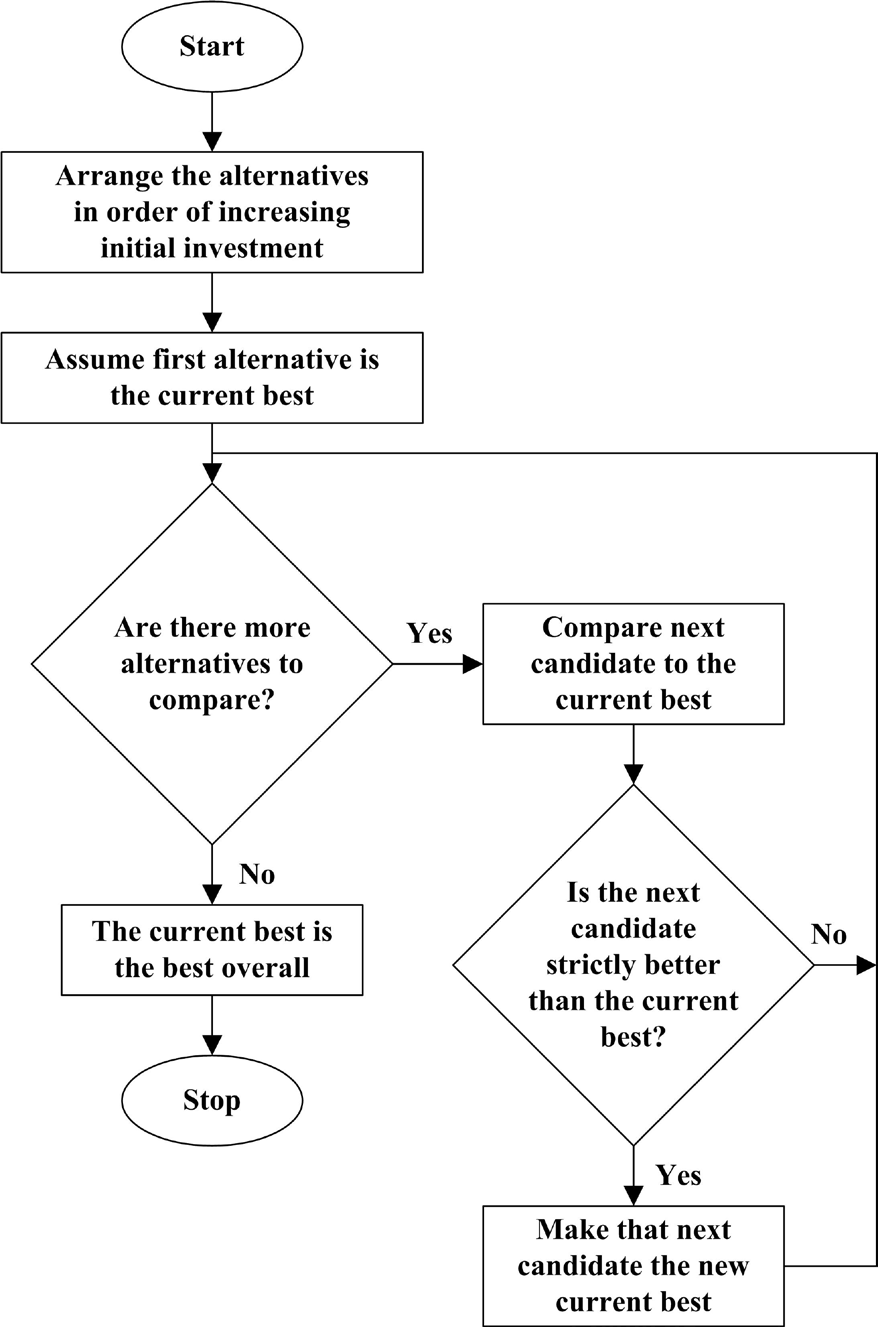 Start
Arrange the alternatives
in order of increasing
initial investment
Assume first alternative is
the current best
Are there more
alternatives to
compare?
Yes
Compare next
candidate to the
current best
No
The current best is
the best overall
Stop
Is the next
candidate
strictly better
than the current
best?
No
Yes
Make that next
candidate the new
current best